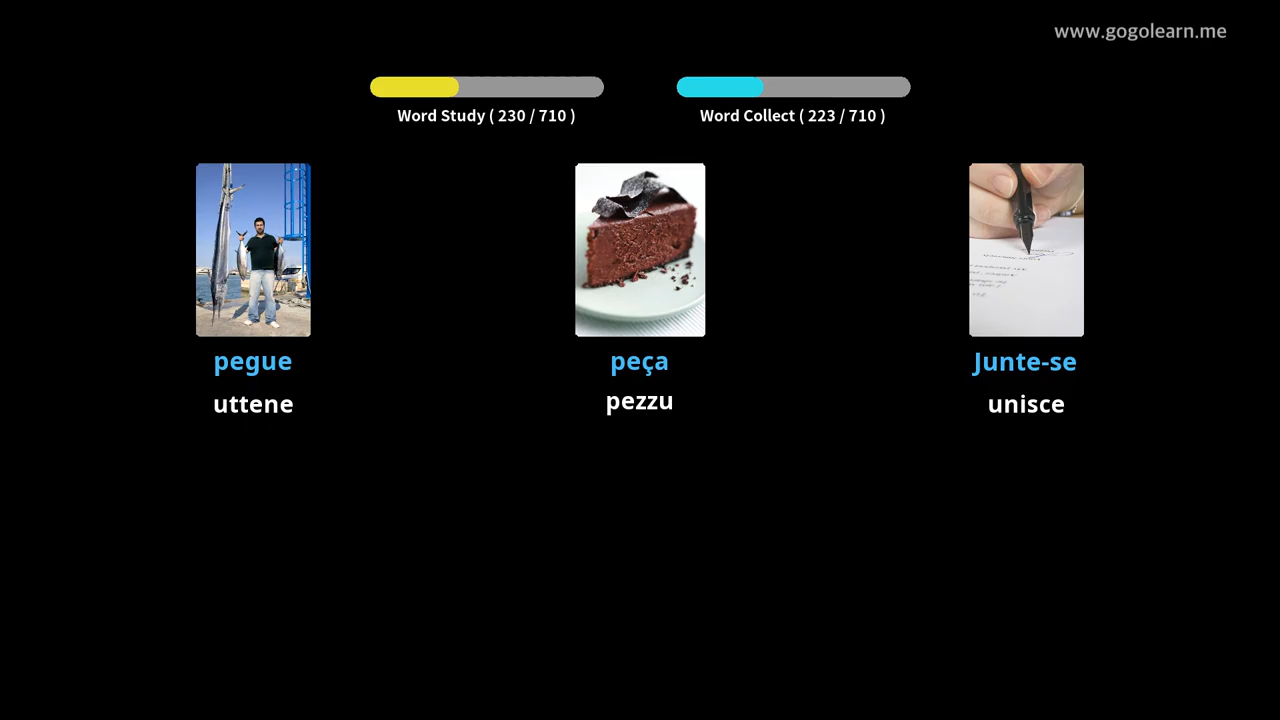 www.gogolearn.me
Word Study ( 230 / 710 )
Word Collect ( 223 / 710 )
pegue
peça
Junte-se
uttene
pezzu
unisce